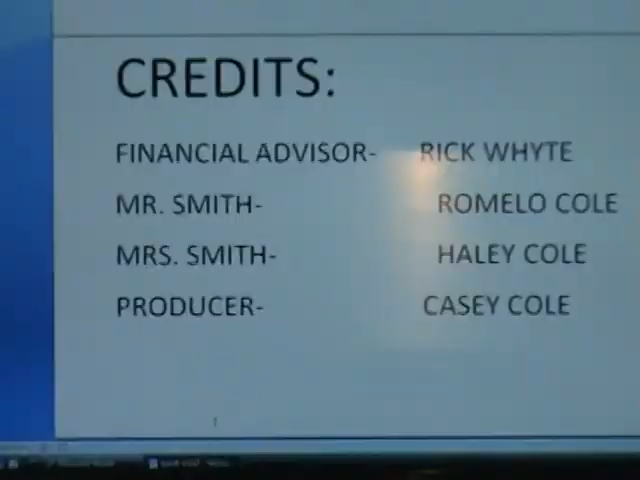 CREDITS:
FINANCIAL ADVISOR- RICK WHYTE
MR. SMITH- ROMELO COLE
MRS. SMITH- HALEY COLE
PRODUCER- CASEY COLE